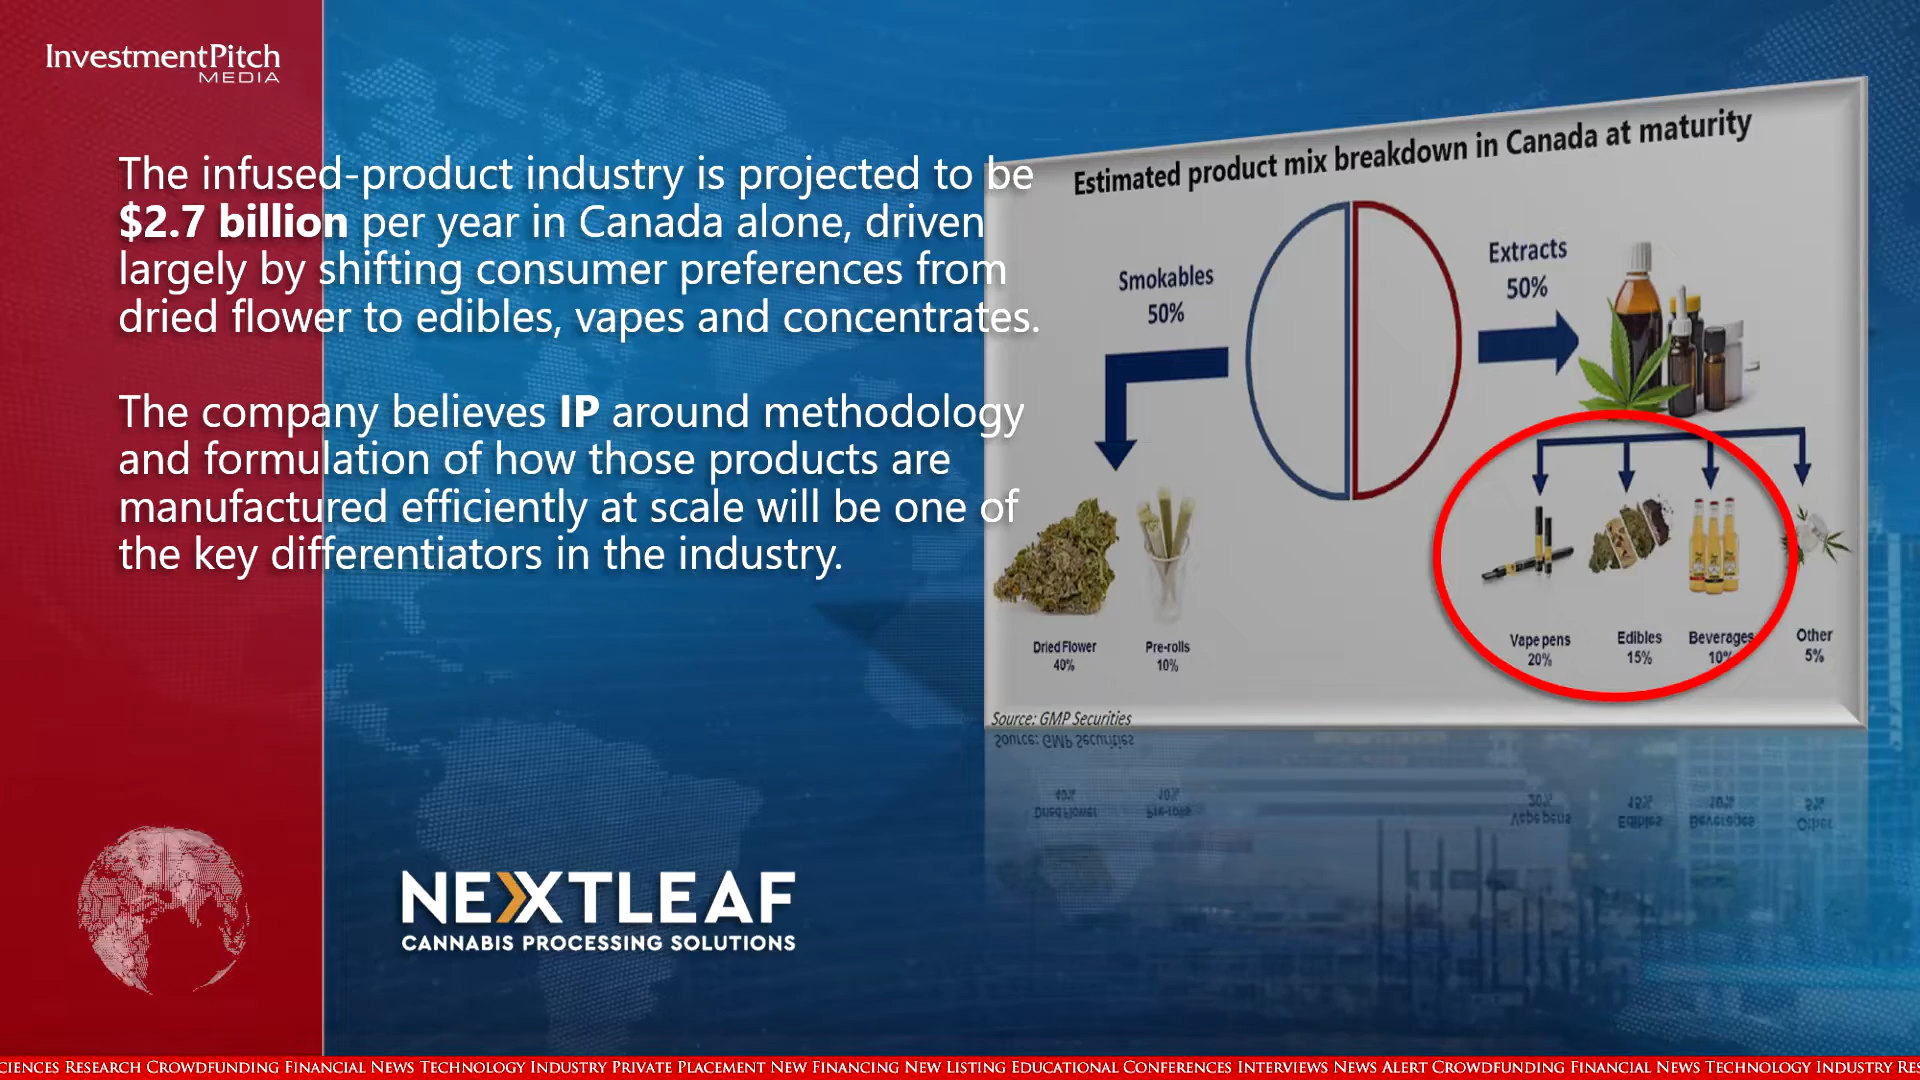 InvestmentPitch
MEDIA
The infused-product industry is projected to be
$2.7 billion per year in Canada alone, driven
largely by shifting consumer preferences from
dried flower to edibles, vapes and concentrates.
The company believes IP around methodology
and formulation of how those products are
manufactured efficiently at scale will be one of
the key differentiators in the industry.
Estimated product mix breakdown in Canada at maturity
Smokables
50%
Extracts
50%
Dried Flower
40%
Pre-rolls
10%
Vape pens
20%
Edibles
15%
Beverages
10%
Other
5%
Source: GMP Securities
NEXTLEAF
CANNABIS PROCESSING SOLUTIONS
CIENCES RESEARCH CROWDFUNDING FINANCIAL NEWS TECHNOLOGY INDUSTRY PRIVATE PLACEMENT NEW FINANCING NEW LISTING EDUCATIONAL CONFERENCES INTERVIEWS NEWS ALERT CROWDFUNDING FINANCIAL NEWS TECHNOLOGY INDUSTRY RES